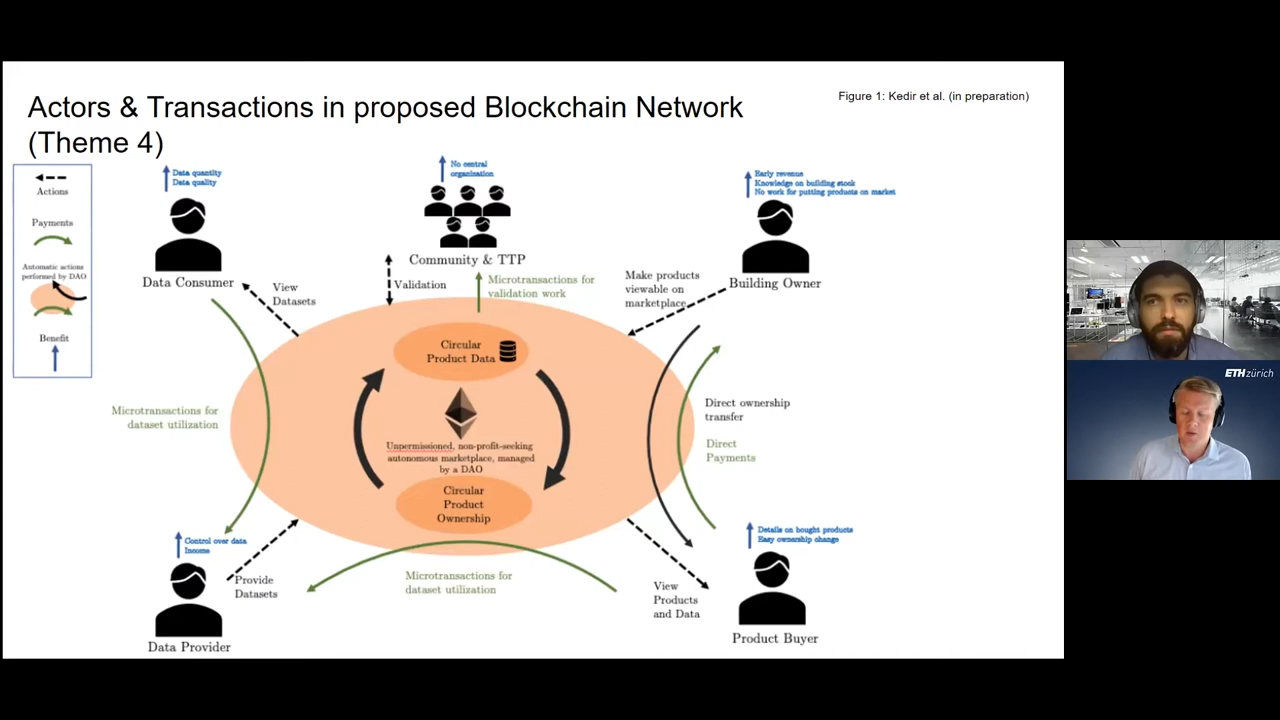 Actors & Transactions in proposed Blockchain Network
(Theme 4)
Figure 1: Kedir et al. (in preparation)
Actions
Payments
Automatic actions
performed by DAO
Benefit
Data quantity
Data quality
Data Consumer
No central
organisation
Community & TTP
Early revenue
Knowledge on building stock
No work for putting products on market
Building Owner
View
Datasets
Validation
Microtransactions for
validation work
Make products
viewable on
marketplace
Circular
Product Data
Unpermissioned, non-profit-seeking
autonomous marketplace, managed
by a DAO
Circular
Product
Ownership
Microtransactions for
dataset utilization
Direct ownership
transfer
Direct
Payments
Control over data
Income
Provide
Datasets
Data Provider
Microtransactions for
dataset utilization
View
Products
and Data
Details on bought products
Easy ownership change
Product Buyer
ETH zürich